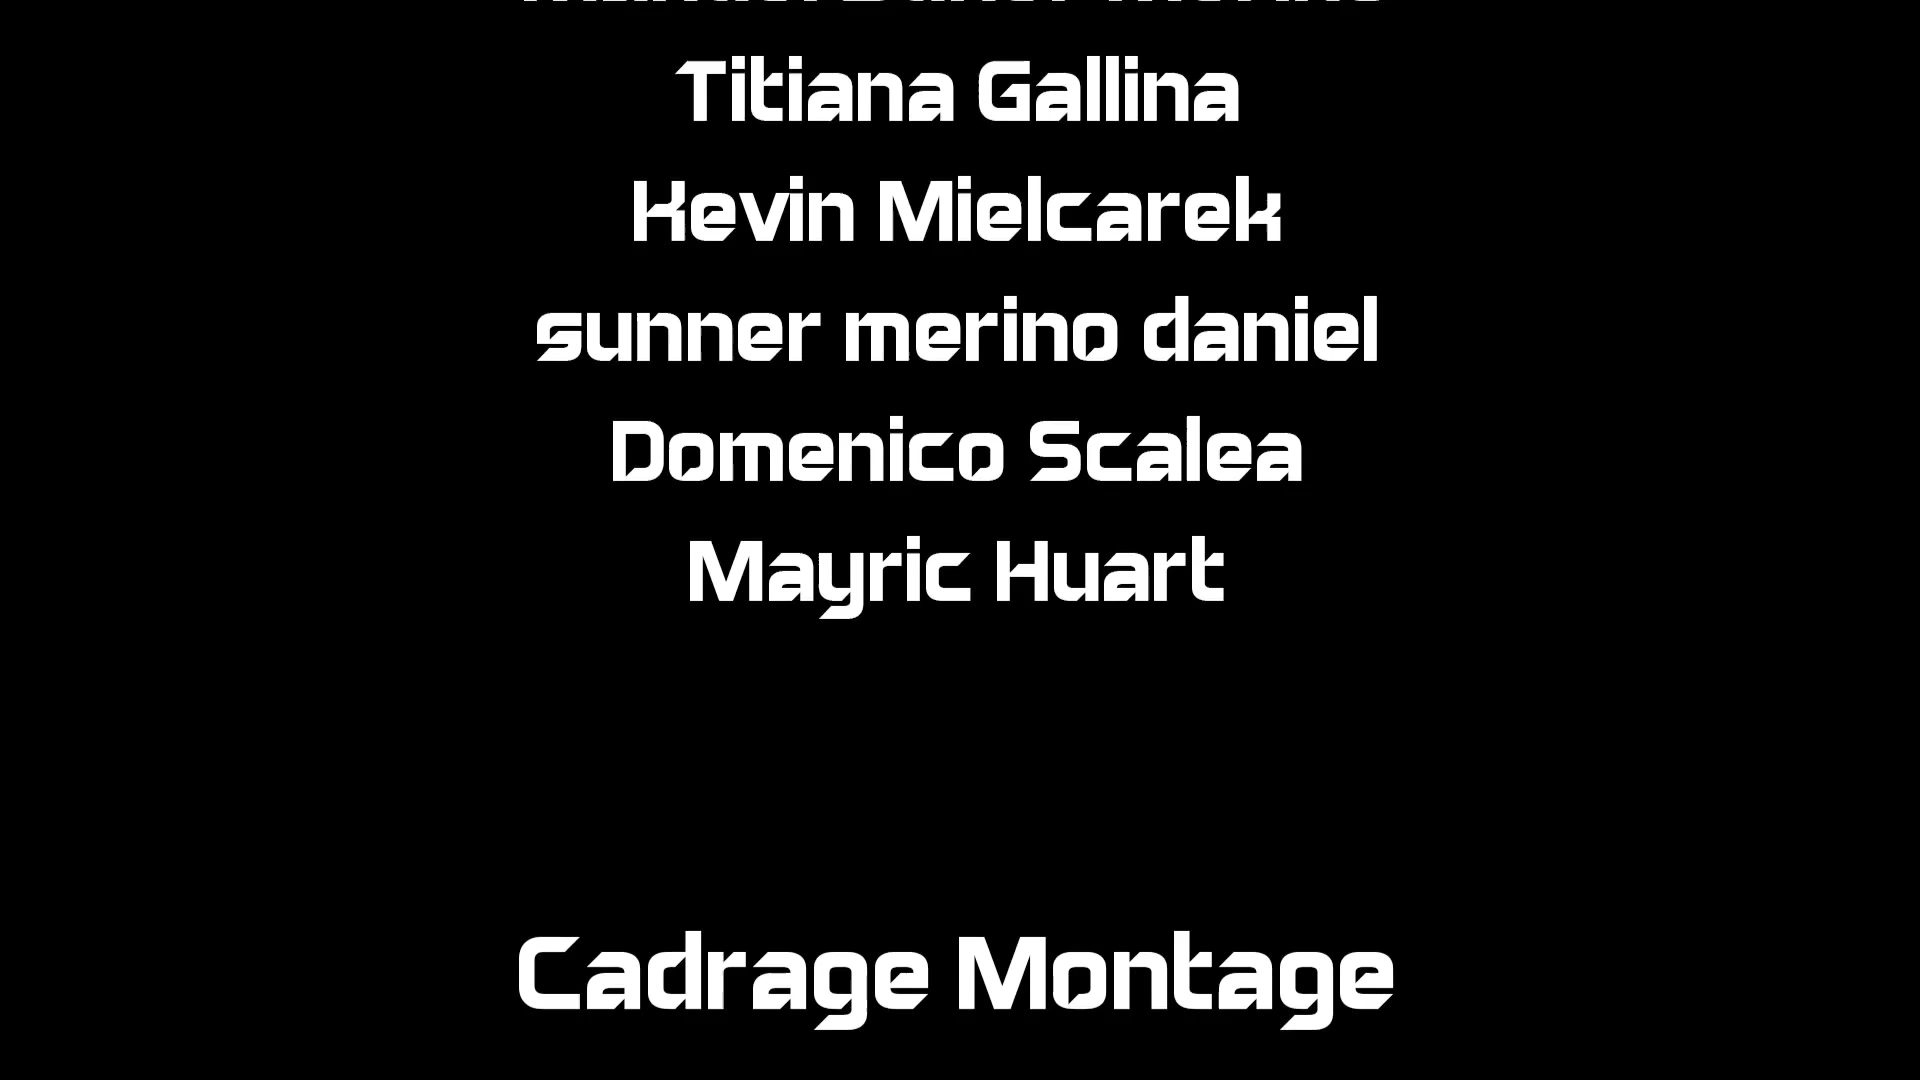 Titiana Gallina
Kevin Mielcarek
sunner merino daniel
Domenico Scalea
Mayric Huart
Cadrage Montage